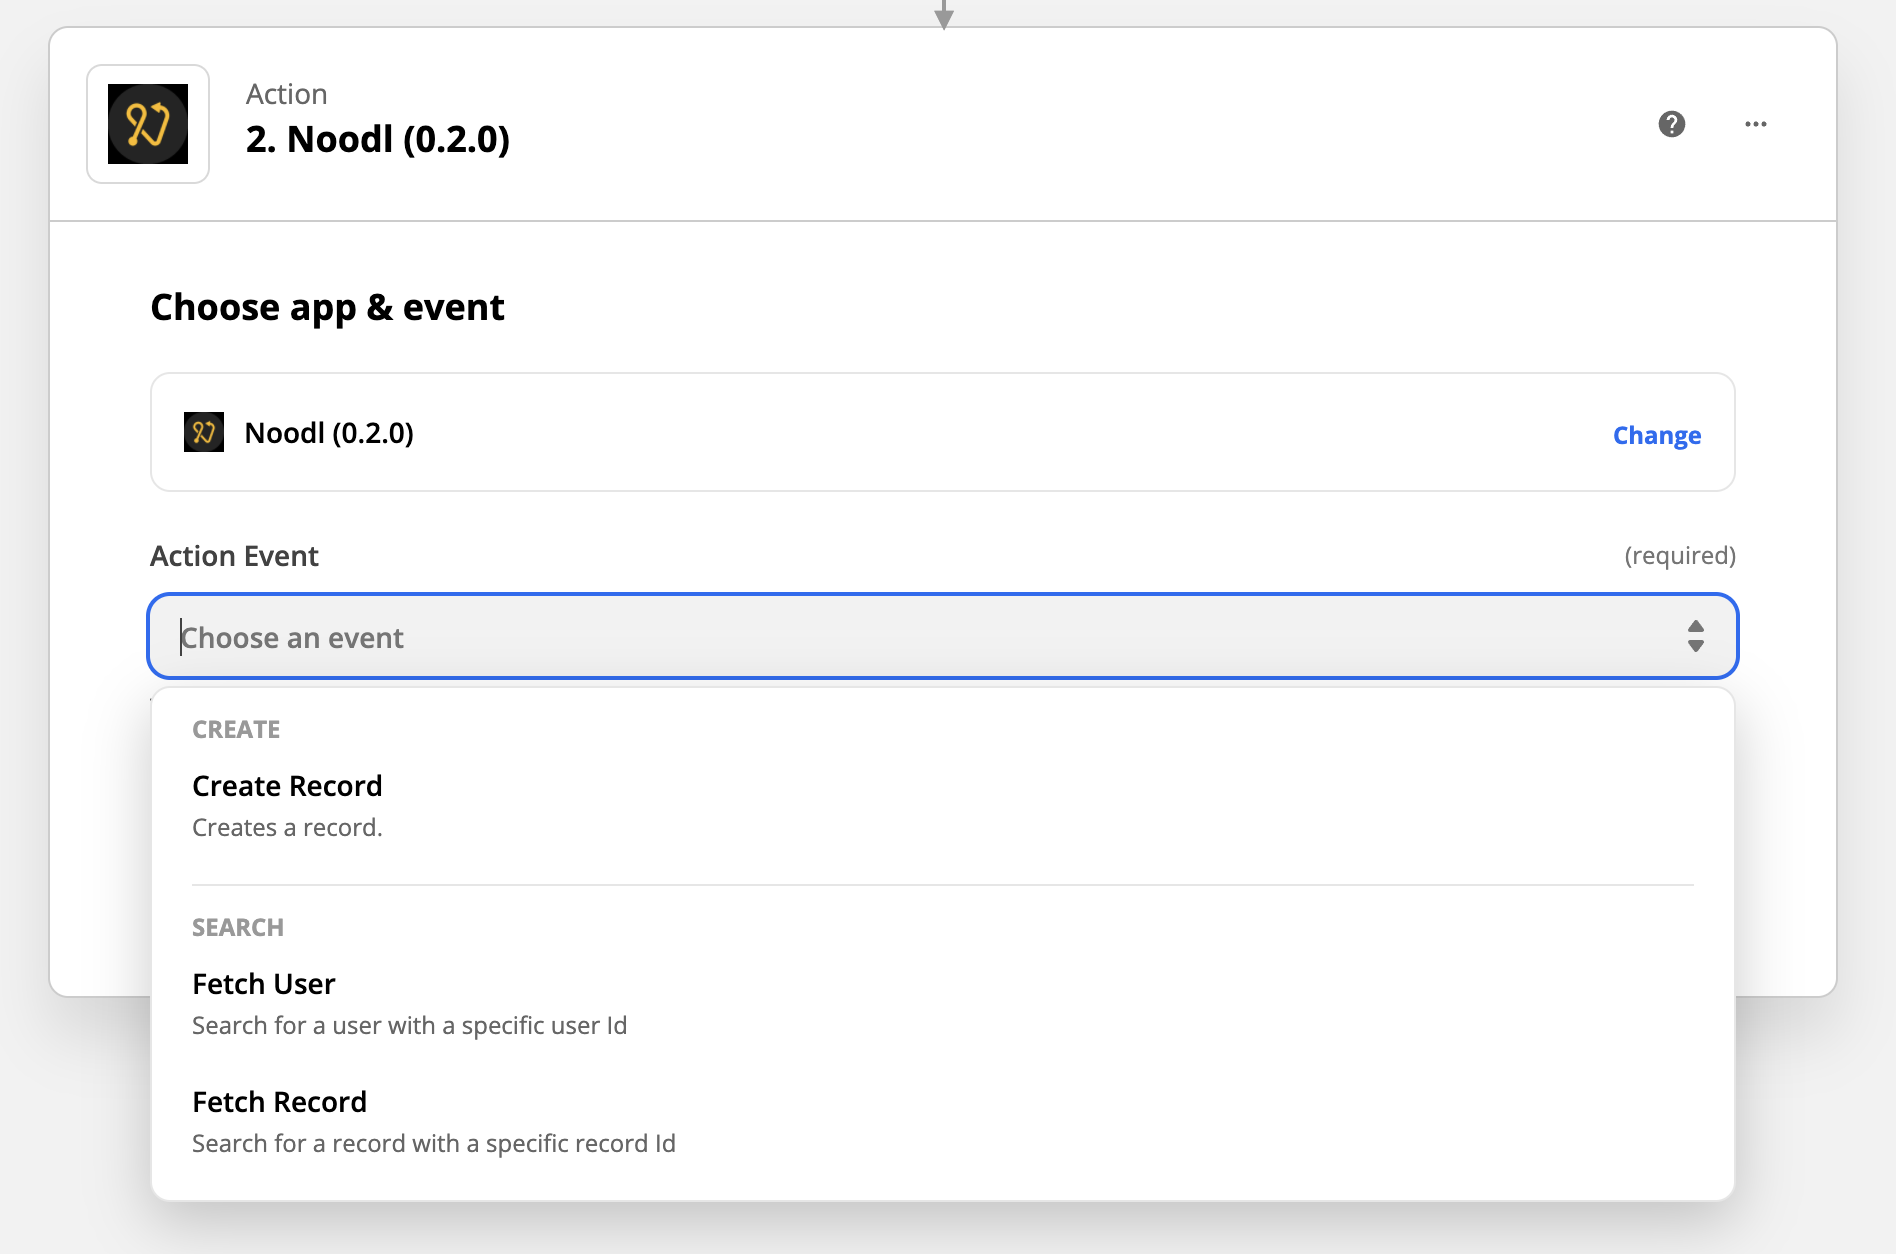 Action
2. Noodl (0.2.0)
Choose app & event
Noodl (0.2.0)
Change
Action Event
(required)
Choose an event
CREATE
Create Record
Creates a record.
SEARCH
Fetch User
Search for a user with a specific user Id
Fetch Record
Search for a record with a specific record Id